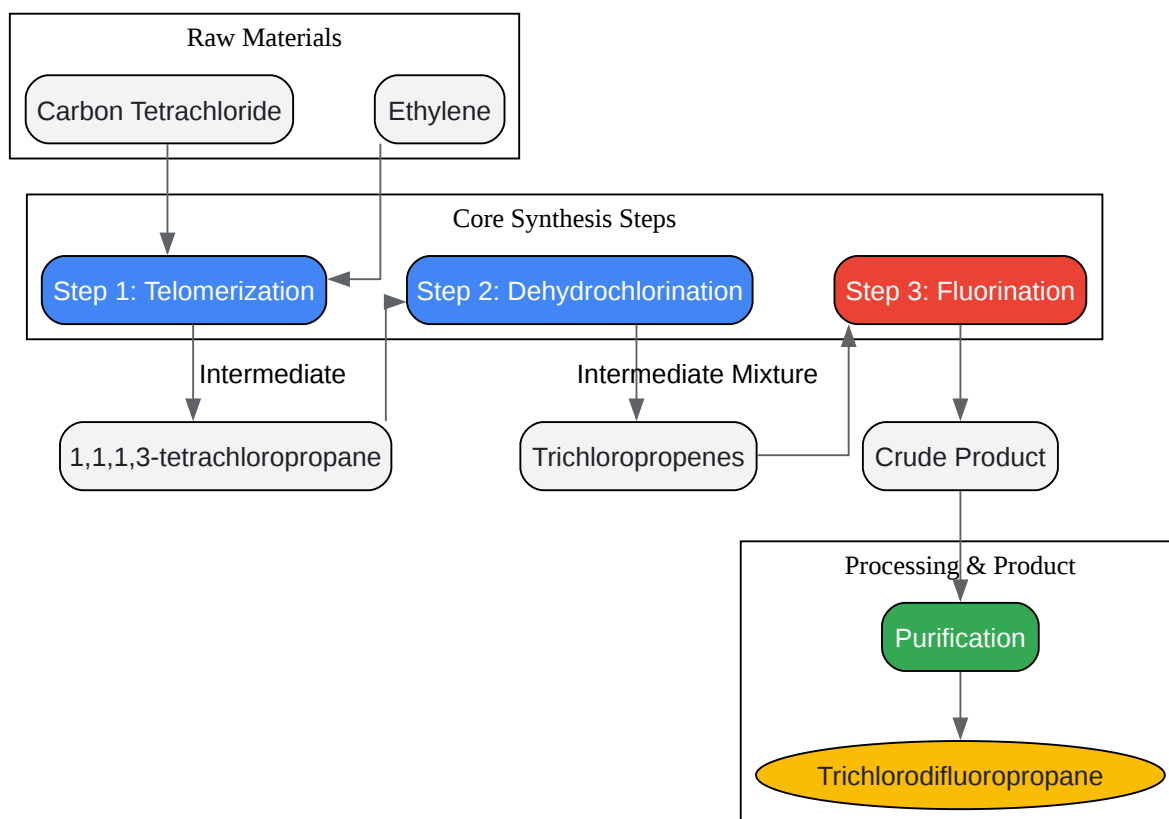 Raw Materials
Carbon Tetrachloride
Ethylene
Core Synthesis Steps
Step 1: Telomerization
Step 2: Dehydrochlorination
Step 3: Fluorination
Intermediate
Intermediate Mixture
1,1,1,3-tetrachloropropane
Trichloropropenes
Crude Product
Processing & Product
Purification
Trichlorodifluoropropane